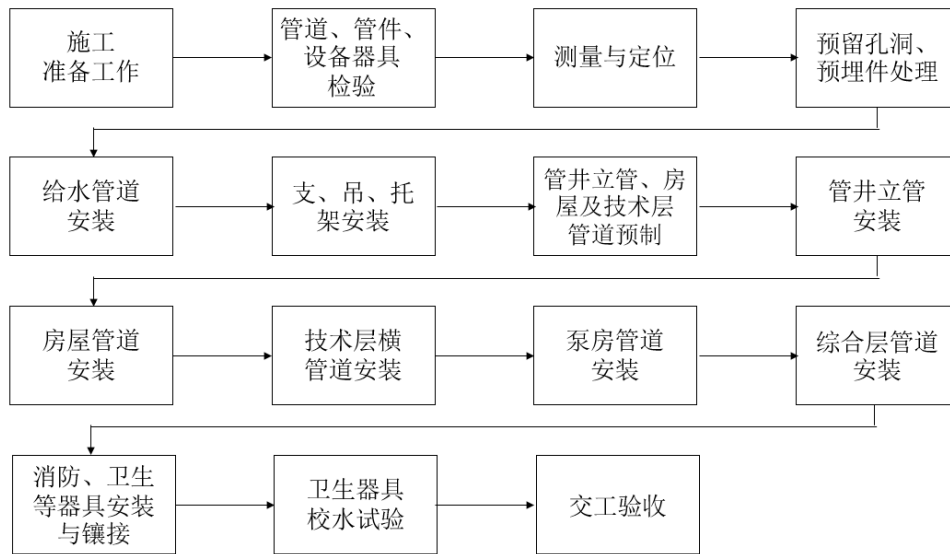 施工
准备工作
管道、管件、
设备器具
检验
测量与定位
预留孔洞、
预埋件处理
给水管道
安装
支、吊、托
架安装
管井立管、房
屋及技术层
管道预制
管井立管
安装
房屋管道
安装
技术层横
管道安装
泵房管道
安装
综合层管道
安装
消防、卫生
等器具安装
与镶接
卫生器具
校水试验
交工验收